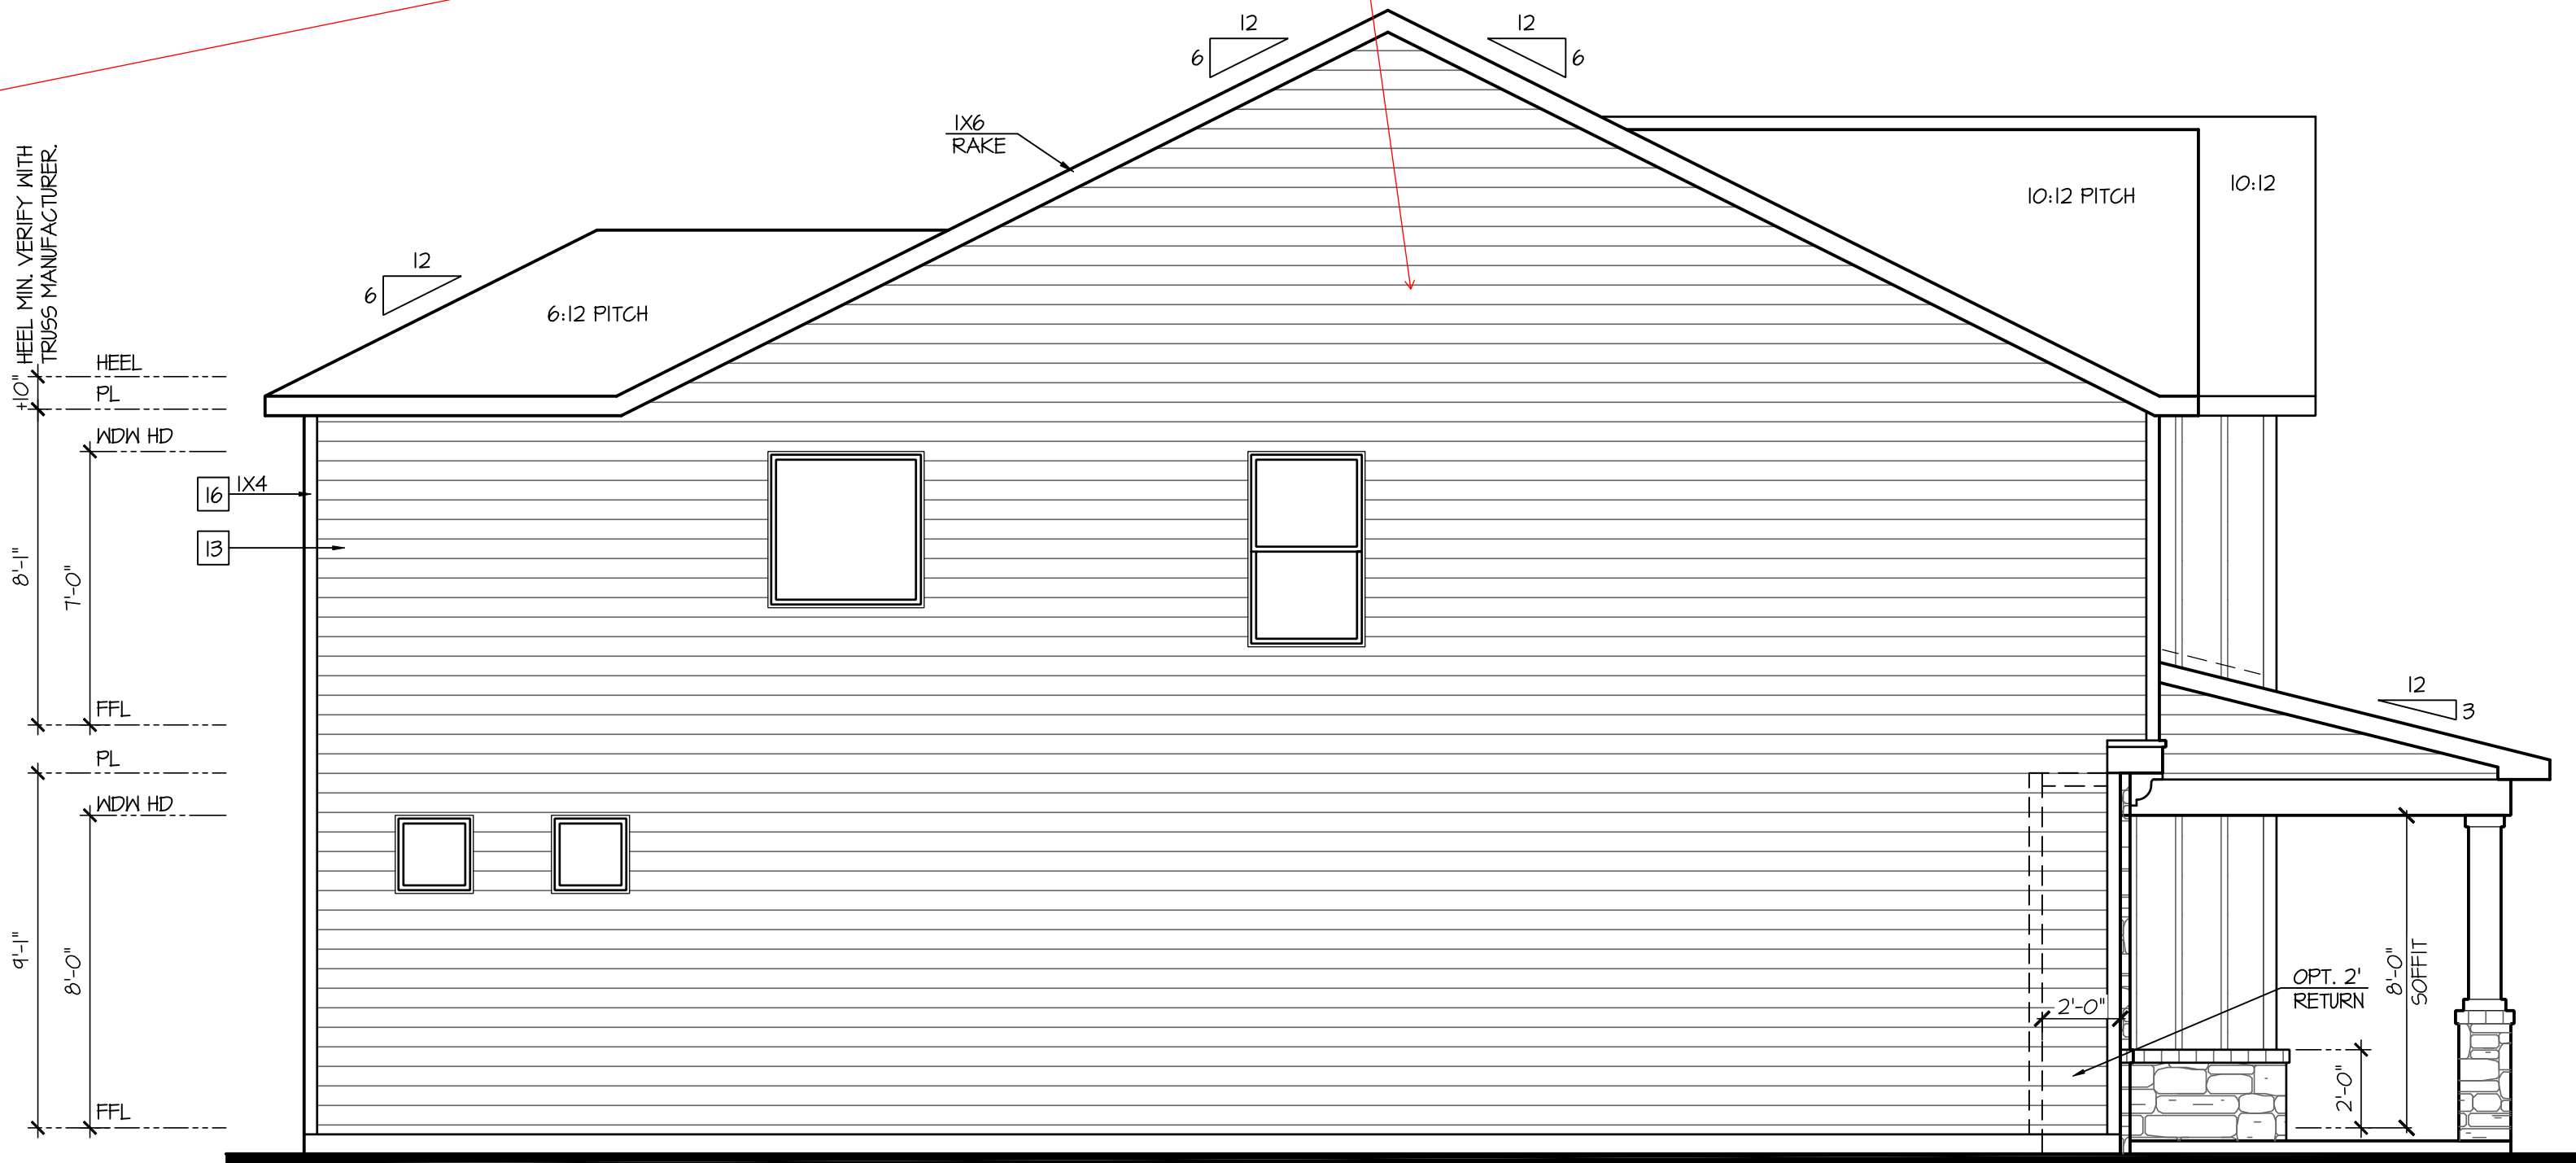 12
6
12
6
1X6
RAKE
10:12 PITCH
10:12
HEEL MIN. VERIFY WITH
TRUSS MANUFACTURER.
12
6
6:12 PITCH
+10"
HEEL
PL
WDW HD
16 1X4
13
8'-1"
7'-0"
FFL
12
3
PL
WDW HD
9'-1"
8'-0"
2'-0"
OPT. 2'
RETURN
8'-0"
SOFFIT
2'-0"
FFL